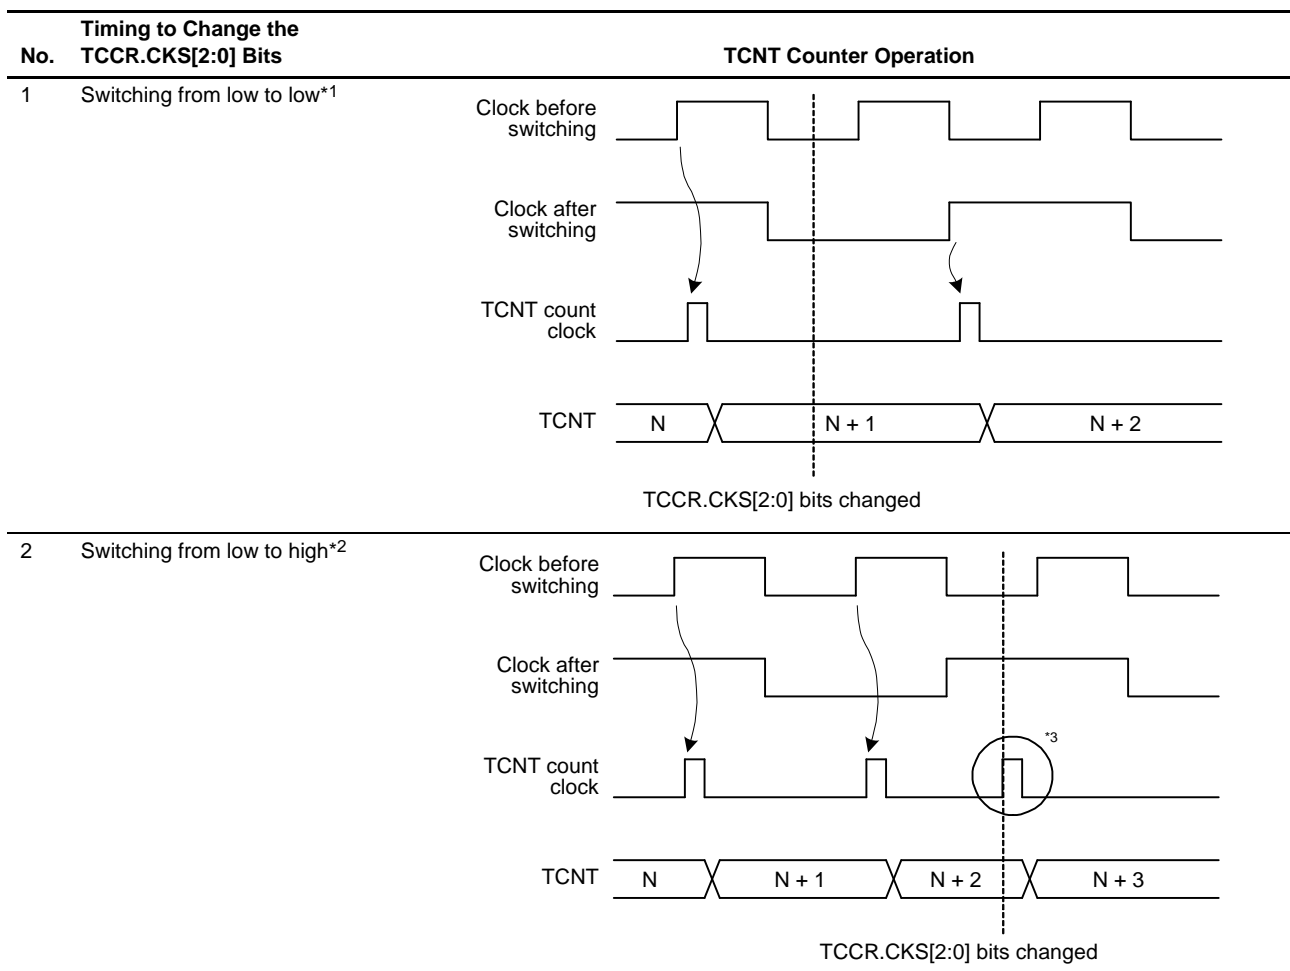 Timing to Change the
No. TCCR.CKS[2:0] Bits TCNT Counter Operation
1 Switching from low to low*1
Clock before
switching
Clock after
switching
TCNT count
clock
TCNT N N + 1 N + 2
TCCR.CKS[2:0] bits changed
2 Switching from low to high*2
Clock before
switching
Clock after
switching
*3
TCNT count
clock
TCNT N N + 1 N + 2 N + 3
TCCR.CKS[2:0] bits changed